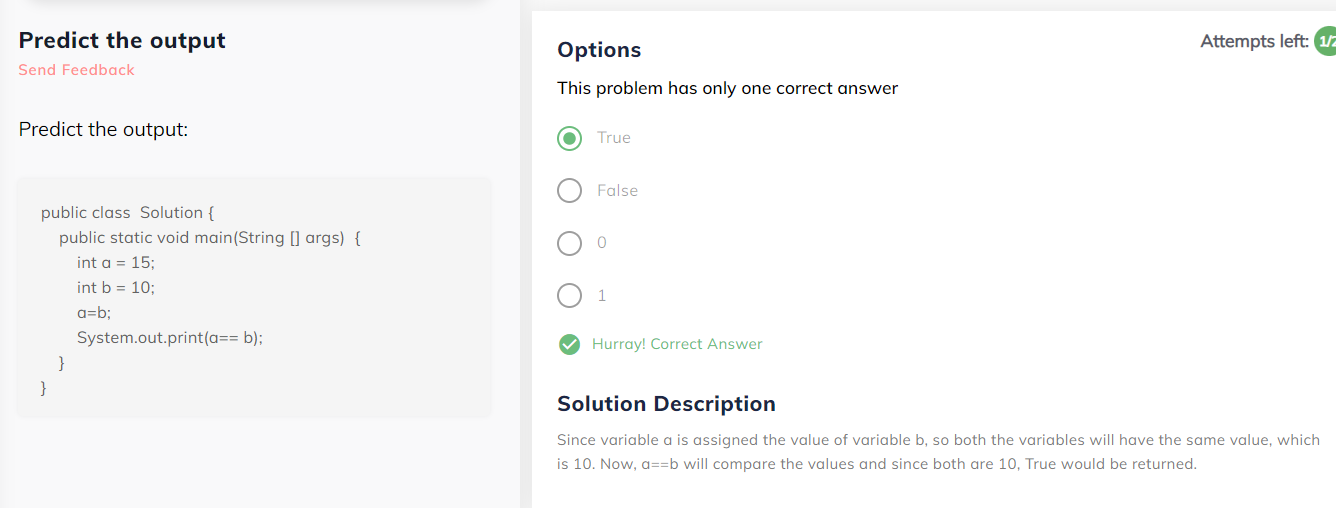 Predict the output
Send Feedback
Predict the output:
public class  Solution {
    public static void main(String [] args)  {
        int a = 15;
        int b = 10;
        a=b;
        System.out.print(a== b);
    }
}
Options
Attempts left: 1/2
This problem has only one correct answer
True
False
0
1
Hurray! Correct Answer
Solution Description
Since variable a is assigned the value of variable b, so both the variables will have the same value, which
is 10. Now, a==b will compare the values and since both are 10, True would be returned.